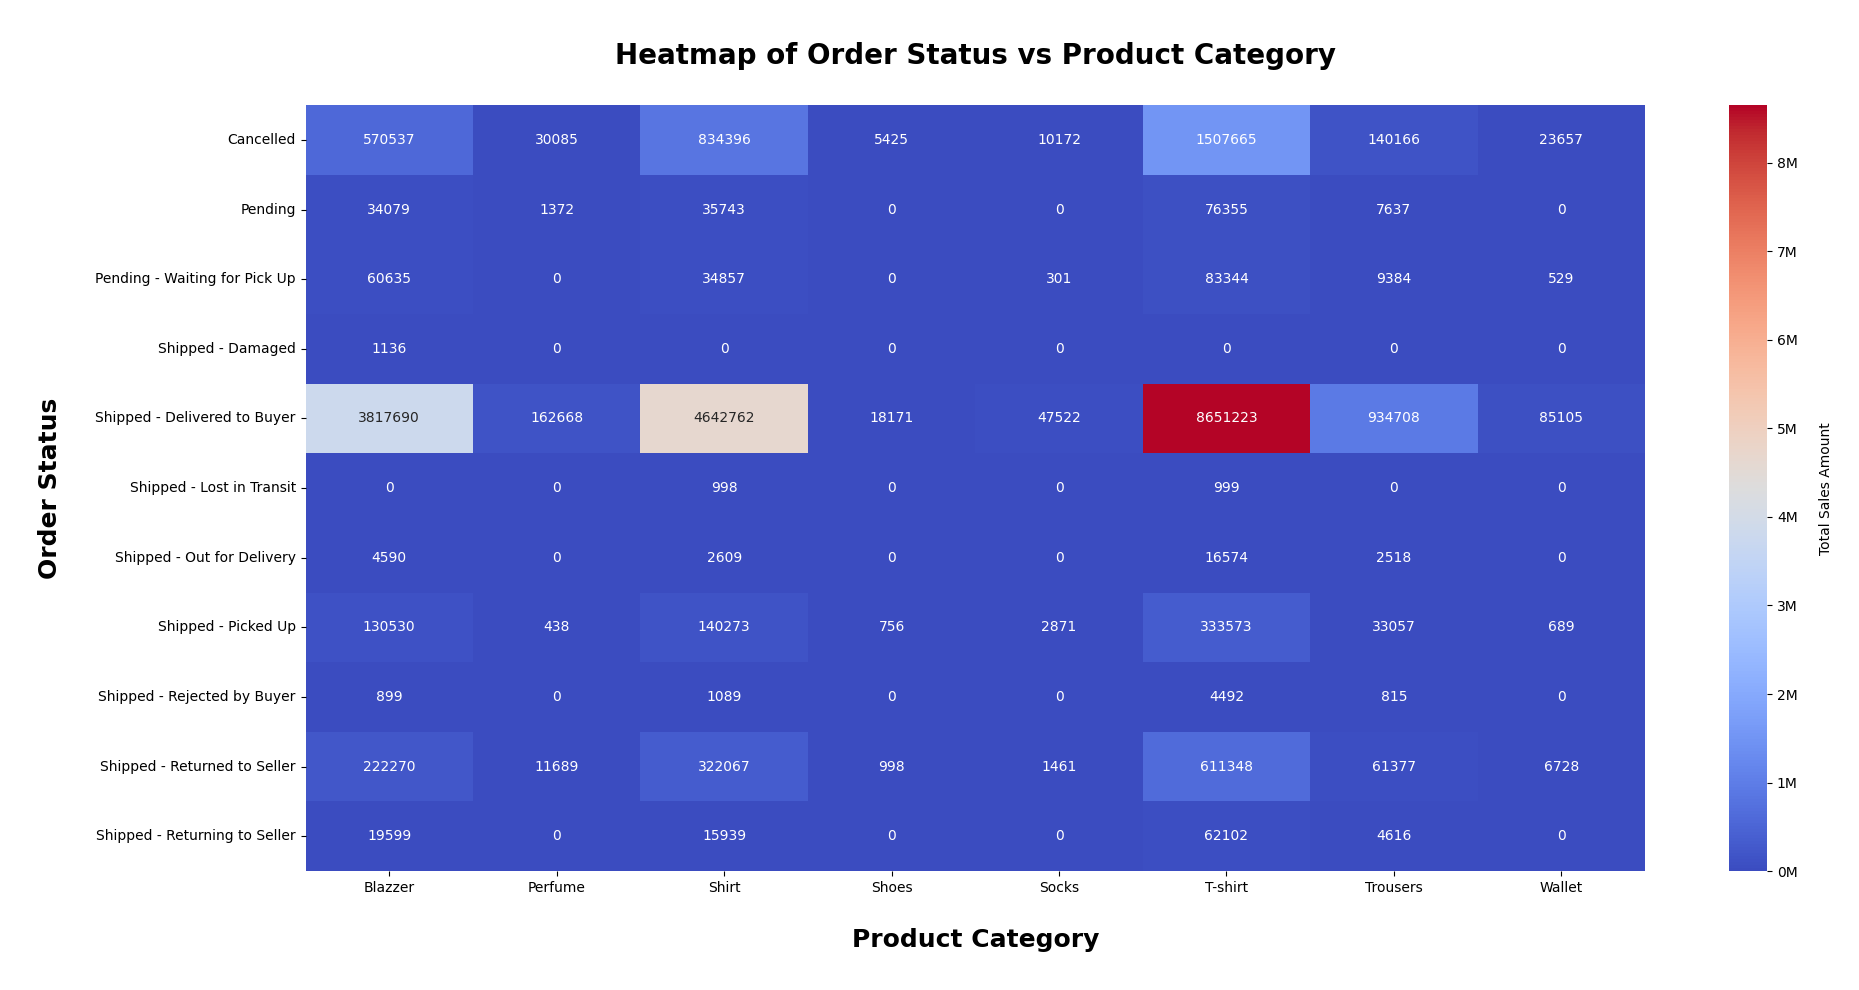 Heatmap of Order Status vs Product Category
Order Status
Cancelled 570537 30085 834396 5425 10172 1507665 140166 23657
Pending 34079 1372 35743 0 0 76355 7637 0
Pending - Waiting for Pick Up 60635 0 34857 0 301 83344 9384 529
Shipped - Damaged 1136 0 0 0 0 0 0 0
Shipped - Delivered to Buyer 3817690 162668 4642762 18171 47522 8651223 934708 85105
Shipped - Lost in Transit 0 0 998 0 0 999 0 0
Shipped - Out for Delivery 4590 0 2609 0 0 16574 2518 0
Shipped - Picked Up 130530 438 140273 756 2871 333573 33057 689
Shipped - Rejected by Buyer 899 0 1089 0 0 4492 815 0
Shipped - Returned to Seller 222270 11689 322067 998 1461 611348 61377 6728
Shipped - Returning to Seller 19599 0 15939 0 0 62102 4616 0
Blazzer Perfume Shirt Shoes Socks T-shirt Trousers Wallet
Product Category
8M
7M
6M
5M
4M
3M
2M
1M
0M
Total Sales Amount